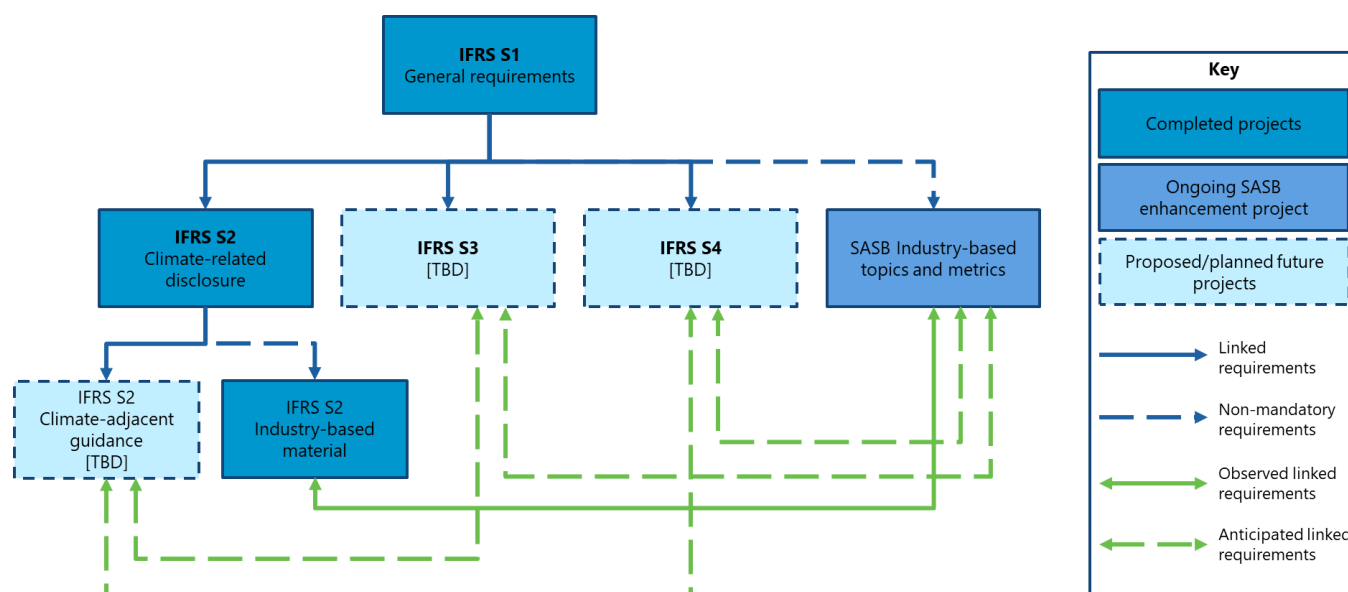 IFRS S1
General requirements
IFRS S2
Climate-related
disclosure
IFRS S3
[TBD]
IFRS S4
[TBD]
SASB Industry-based
topics and metrics
IFRS S2
Climate-adjacent
guidance
[TBD]
IFRS S2
Industry-based
material
Key
Completed projects
Ongoing SASB
enhancement project
Proposed/planned future
projects
Linked
requirements
Non-mandatory
requirements
Observed linked
requirements
Anticipated linked
requirements